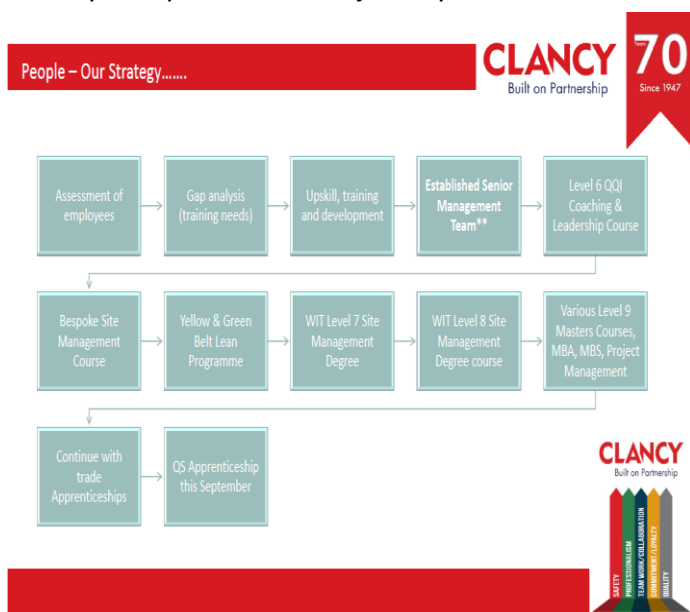 People – Our Strategy…….
CLANCY
Built on Partnership
Years
70
Since 1947
Assessment of
employees
Gap analysis
(training needs)
Upskill, training
and development
Established Senior
Management
Team**
Level 6 QQI
Coaching &
Leadership Course
Bespoke Site
Management
Course
Yellow & Green
Belt Lean
Programme
WIT Level 7 Site
Management
Degree
WIT Level 8 Site
Management
Degree course
Various Level 9
Masters Courses,
MBA, MBS, Project
Management
Continue with
trade
Apprenticeships
QS Apprenticeship
this September
CLANCY
Built on Partnership
SAFETY
PROFESSIONALISM
TEAM WORK/COLLABORATION
COMMITMENT/LOYALTY
QUALITY